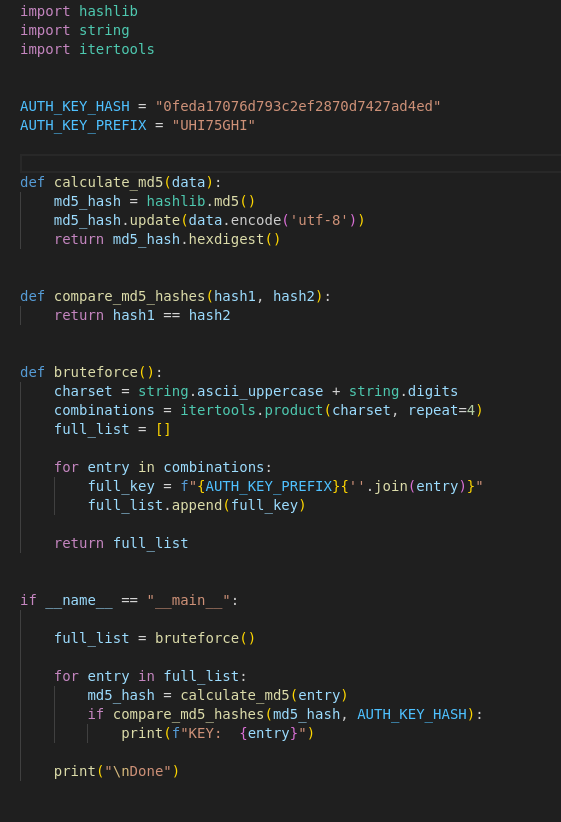 import hashlib
import string
import itertools
AUTH_KEY_HASH = "0feda17076d793c2ef2870d7427ad4ed"
AUTH_KEY_PREFIX = "UHI75GHI"
def calculate_md5(data):
    md5_hash = hashlib.md5()
    md5_hash.update(data.encode('utf-8'))
    return md5_hash.hexdigest()
def compare_md5_hashes(hash1, hash2):
    return hash1 == hash2
def bruteforce():
    charset = string.ascii_uppercase + string.digits
    combinations = itertools.product(charset, repeat=4)
    full_list = []
    for entry in combinations:
        full_key = f"{AUTH_KEY_PREFIX}{''.join(entry)}"
        full_list.append(full_key)
    return full_list
if __name__ == "__main__":
    full_list = bruteforce()
    for entry in full_list:
        md5_hash = calculate_md5(entry)
        if compare_md5_hashes(md5_hash, AUTH_KEY_HASH):
            print(f"KEY:  {entry}")
    print("\nDone")